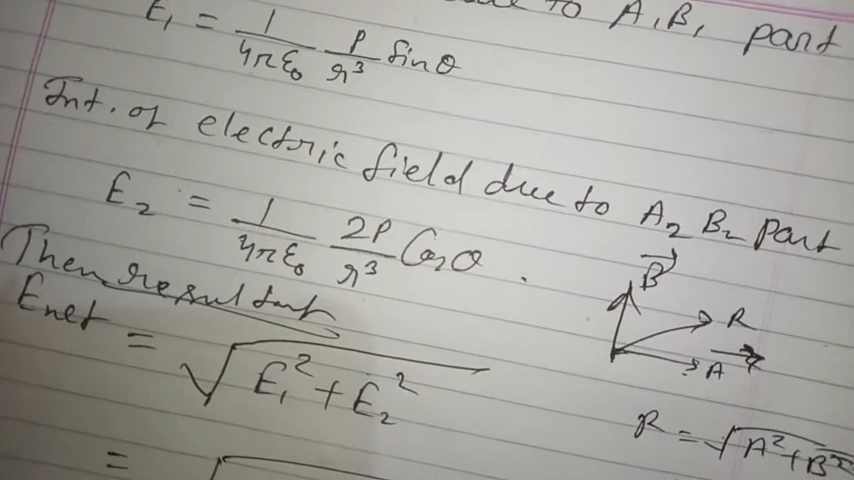 to A1B1 part
E1 = 1/4πε0 P/r³ Sinθ
Int. of electric field due to A2 B2 part
E2 = 1/4πε0 2P/r³ Cosθ .
Then resultant
Enet = √E1² + E2²
=
B
R
A
R = √A²+B²